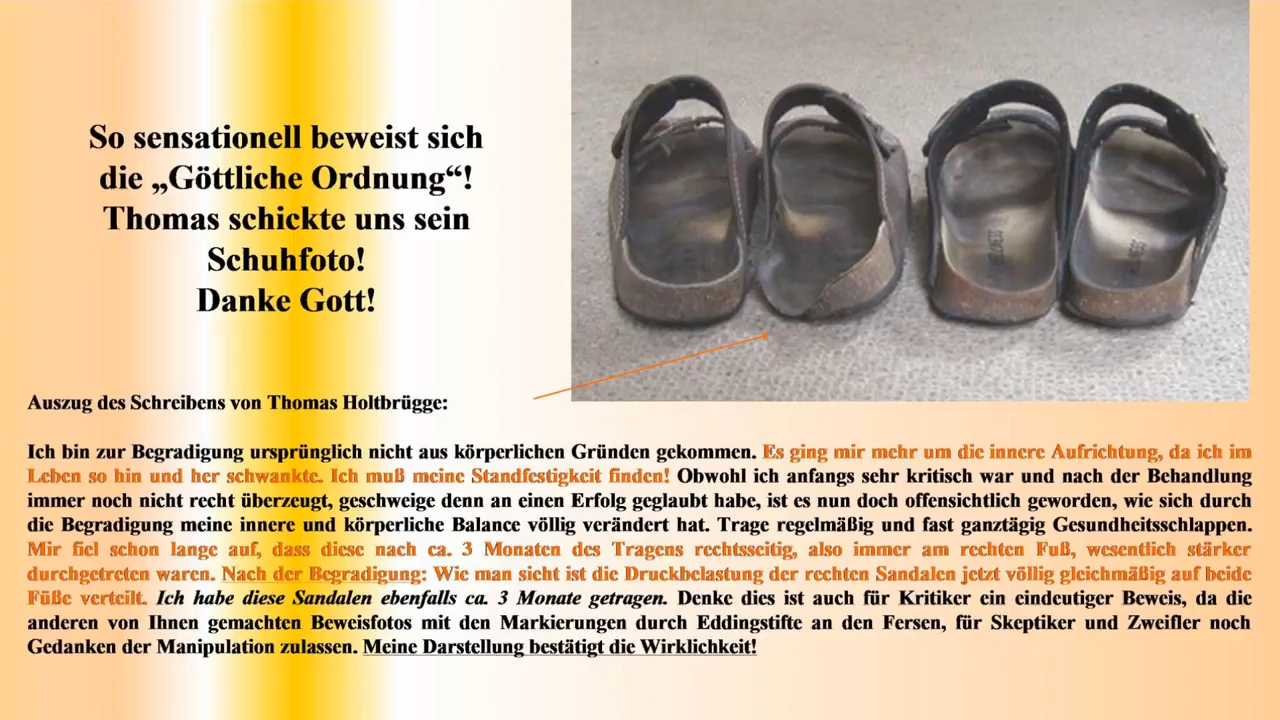 So sensationell beweist sich
die „Göttliche Ordnung“!
Thomas schickte uns sein
Schuhfoto!
Danke Gott!
Auszug des Schreibens von Thomas Holtbrügge:
Ich bin zur Begradigung ursprünglich nicht aus körperlichen Gründen gekommen. Es ging mir mehr um die innere Aufrichtung, da ich im
Leben so hin und her schwankte. Ich muß meine Standfestigkeit finden! Obwohl ich anfangs sehr kritisch war und nach der Behandlung
immer noch nicht recht überzeugt, geschweige denn an einen Erfolg geglaubt habe, ist es nun doch offensichtlich geworden, wie sich durch
die Begradigung meine innere und körperliche Balance völlig verändert hat. Trage regelmäßig und fast ganztägig Gesundheitsschlappen.
Mir fiel schon lange auf, dass diese nach ca. 3 Monaten des Tragens rechtsseitig, also immer am rechten Fuß, wesentlich stärker
durchgetreten waren. Nach der Begradigung: Wie man sieht ist die Druckbelastung der rechten Sandalen jetzt völlig gleichmäßig auf beide
Füße verteilt. Ich habe diese Sandalen ebenfalls ca. 3 Monate getragen. Denke dies ist auch für Kritiker ein eindeutiger Beweis, da die
anderen von Ihnen gemachten Beweisfotos mit den Markierungen durch Eddingstifte an den Fersen, für Skeptiker und Zweifler noch
Gedanken der Manipulation zulassen. Meine Darstellung bestätigt die Wirklichkeit!